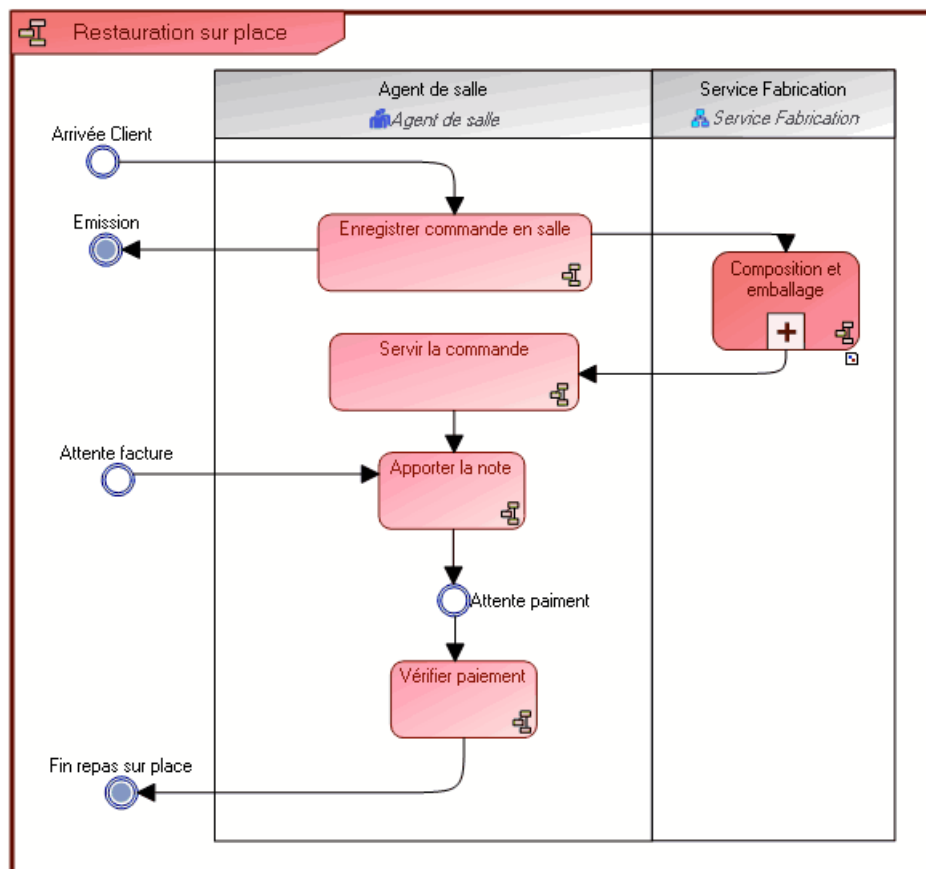 Restauration sur place
Agent de salle
Agent de salle
Service Fabrication
Service Fabrication
Arrivée Client
Emission
Enregistrer commande en salle
Composition et
emballage
Servir la commande
Attente facture
Apporter la note
Attente paiment
Vérifier paiement
Fin repas sur place